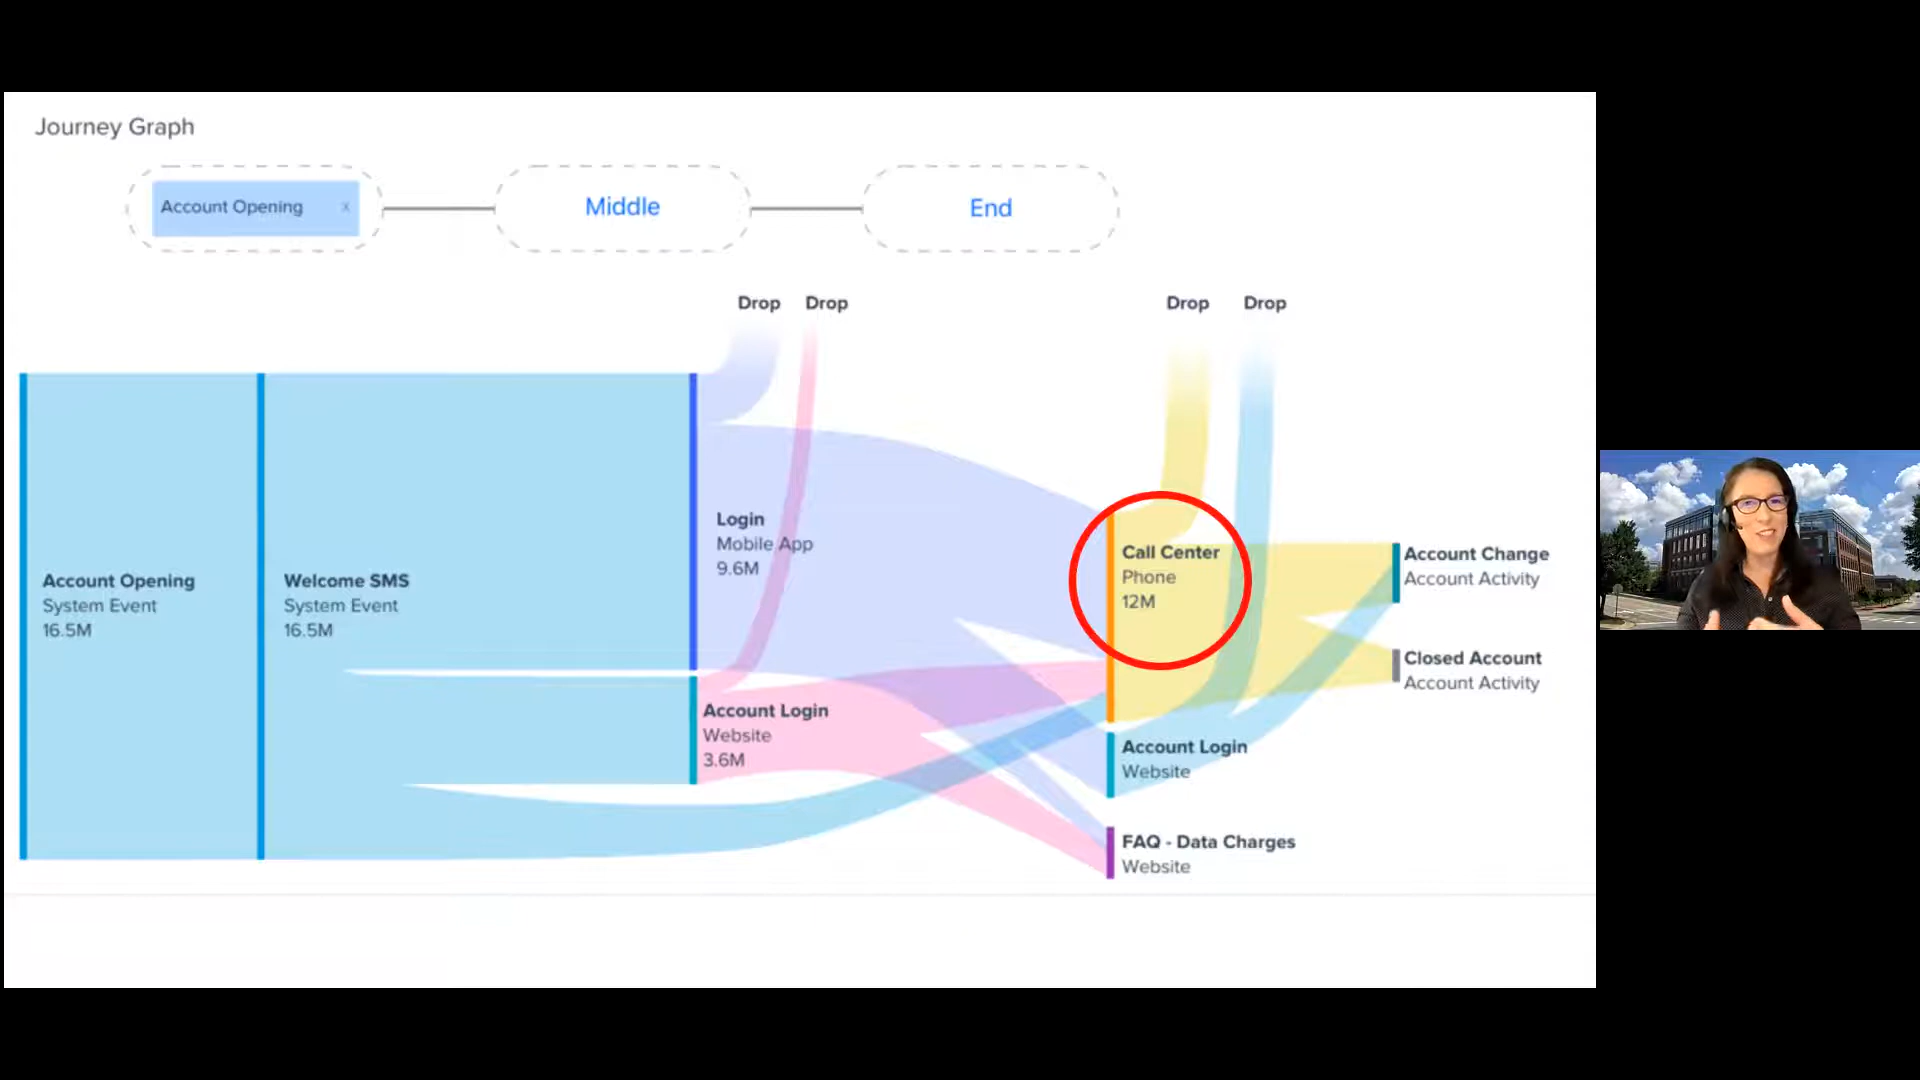 Journey Graph
Account Opening x
Middle
End
Drop Drop
Drop Drop
Account Opening
System Event
16.5M
Welcome SMS
System Event
16.5M
Login
Mobile App
9.6M
Account Login
Website
3.6M
Call Center
Phone
12M
Account Login
Website
FAQ - Data Charges
Website
Account Change
Account Activity
Closed Account
Account Activity